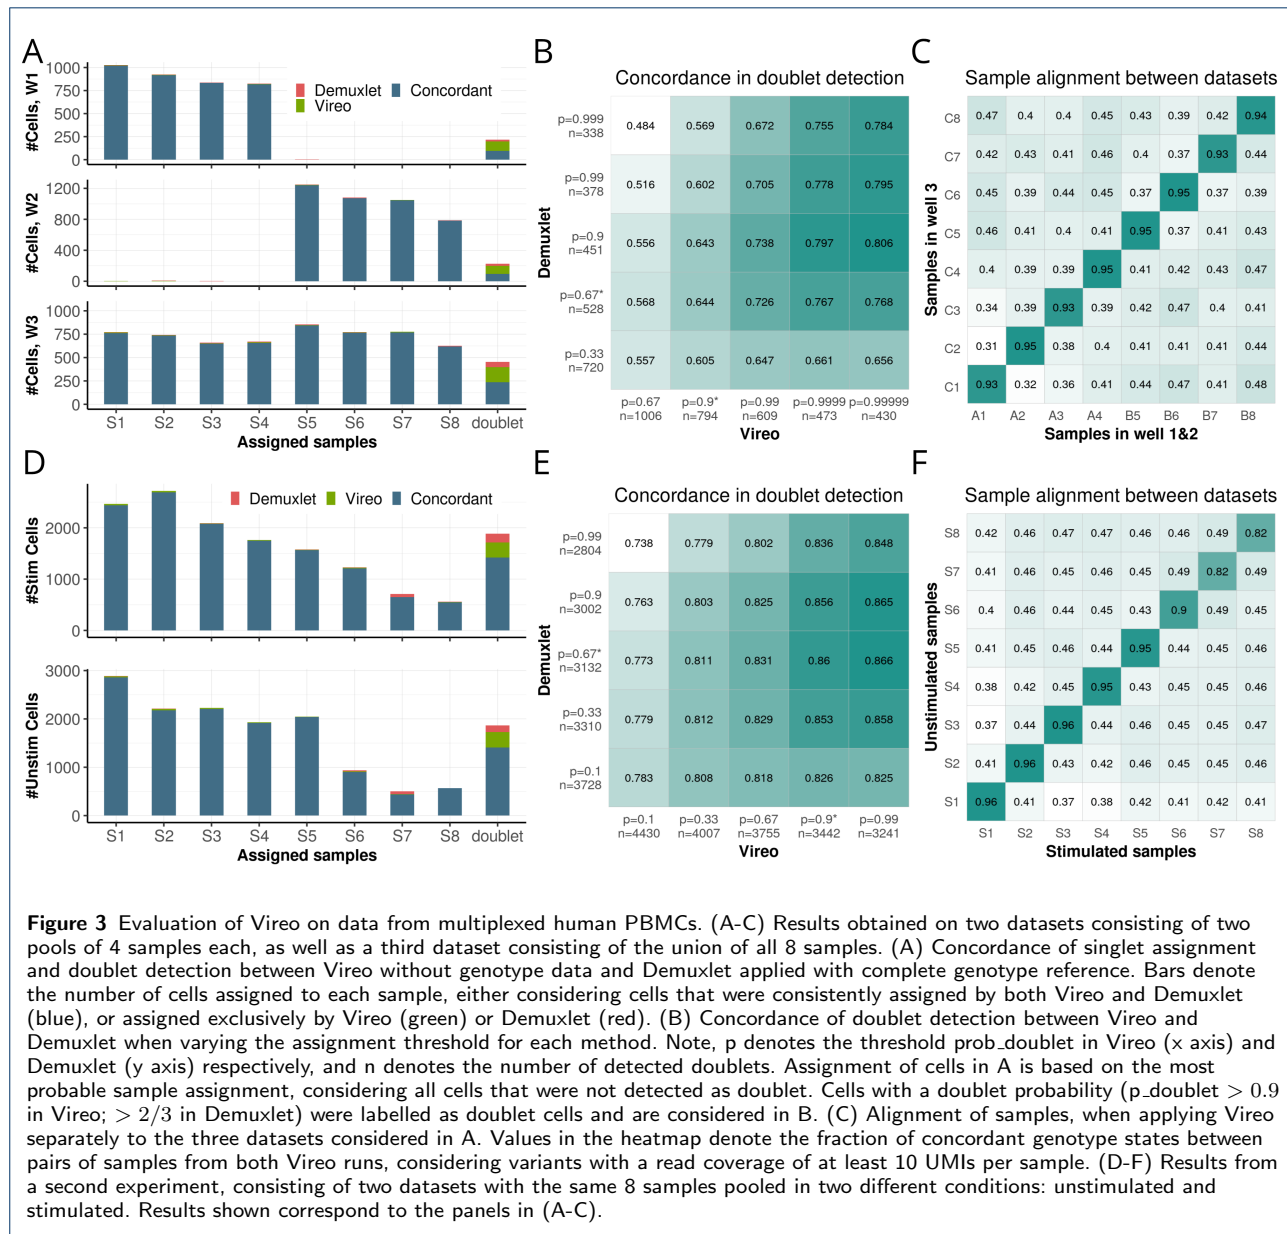 A
#Cells, W1
1000
750
500
250
0
Demuxlet
Concordant
Vireo
#Cells, W2
1200
800
400
0
#Cells, W3
1000
750
500
250
0
S1 S2 S3 S4 S5 S6 S7 S8 doublet
Assigned samples
B
Concordance in doublet detection
Demuxlet
p=0.999
n=338
0.484 0.569 0.672 0.755 0.784
p=0.99
n=378
0.516 0.602 0.705 0.778 0.795
p=0.9
n=451
0.556 0.643 0.738 0.797 0.806
p=0.67*
n=528
0.568 0.644 0.726 0.767 0.768
p=0.33
n=720
0.557 0.605 0.647 0.661 0.656
p=0.67 p=0.9* p=0.99 p=0.9999 p=0.99999
n=1006 n=794 n=609 n=473 n=430
Vireo
C
Sample alignment between datasets
Samples in well 3
C8 0.47 0.4 0.4 0.45 0.43 0.39 0.42 0.94
C7 0.42 0.43 0.41 0.46 0.4 0.37 0.93 0.44
C6 0.45 0.39 0.44 0.45 0.37 0.95 0.37 0.39
C5 0.46 0.41 0.4 0.41 0.95 0.37 0.41 0.43
C4 0.4 0.39 0.39 0.95 0.41 0.42 0.43 0.47
C3 0.34 0.39 0.93 0.39 0.42 0.47 0.4 0.41
C2 0.31 0.95 0.38 0.4 0.41 0.41 0.41 0.44
C1 0.93 0.32 0.36 0.41 0.44 0.47 0.41 0.48
A1 A2 A3 A4 B5 B6 B7 B8
Samples in well 1&2
D
#Stim Cells
2000
1000
0
Demuxlet Vireo Concordant
#Unstim Cells
3000
2000
1000
0
S1 S2 S3 S4 S5 S6 S7 S8 doublet
Assigned samples
E
Concordance in doublet detection
Demuxlet
p=0.99
n=2804
0.738 0.779 0.802 0.836 0.848
p=0.9
n=3002
0.763 0.803 0.825 0.856 0.865
p=0.67*
n=3132
0.773 0.811 0.831 0.86 0.866
p=0.33
n=3310
0.779 0.812 0.829 0.853 0.858
p=0.1
n=3728
0.783 0.808 0.818 0.826 0.825
p=0.1 p=0.33 p=0.67 p=0.9* p=0.99
n=4430 n=4007 n=3755 n=3442 n=3241
Vireo
F
Sample alignment between datasets
Unstimulated samples
S8 0.42 0.46 0.47 0.47 0.46 0.46 0.49 0.82
S7 0.41 0.46 0.45 0.46 0.45 0.49 0.82 0.49
S6 0.4 0.46 0.44 0.45 0.43 0.9 0.49 0.45
S5 0.41 0.45 0.46 0.44 0.95 0.44 0.45 0.46
S4 0.38 0.42 0.45 0.95 0.43 0.45 0.45 0.46
S3 0.37 0.44 0.96 0.44 0.46 0.45 0.45 0.47
S2 0.41 0.96 0.43 0.42 0.46 0.45 0.45 0.46
S1 0.96 0.41 0.37 0.38 0.42 0.41 0.42 0.41
S1 S2 S3 S4 S5 S6 S7 S8
Stimulated samples
Figure 3 Evaluation of Vireo on data from multiplexed human PBMCs. (A-C) Results obtained on two datasets consisting of two
pools of 4 samples each, as well as a third dataset consisting of the union of all 8 samples. (A) Concordance of singlet assignment
and doublet detection between Vireo without genotype data and Demuxlet applied with complete genotype reference. Bars denote
the number of cells assigned to each sample, either considering cells that were consistently assigned by both Vireo and Demuxlet
(blue), or assigned exclusively by Vireo (green) or Demuxlet (red). (B) Concordance of doublet detection between Vireo and
Demuxlet when varying the assignment threshold for each method. Note, p denotes the threshold prob_doublet in Vireo (x axis) and
Demuxlet (y axis) respectively, and n denotes the number of detected doublets. Assignment of cells in A is based on the most
probable sample assignment, considering all cells that were not detected as doublet. Cells with a doublet probability (p_doublet > 0.9
in Vireo; > 2/3 in Demuxlet) were labelled as doublet cells and are considered in B. (C) Alignment of samples, when applying Vireo
separately to the three datasets considered in A. Values in the heatmap denote the fraction of concordant genotype states between
pairs of samples from both Vireo runs, considering variants with a read coverage of at least 10 UMIs per sample. (D-F) Results from
a second experiment, consisting of two datasets with the same 8 samples pooled in two different conditions: unstimulated and
stimulated. Results shown correspond to the panels in (A-C).